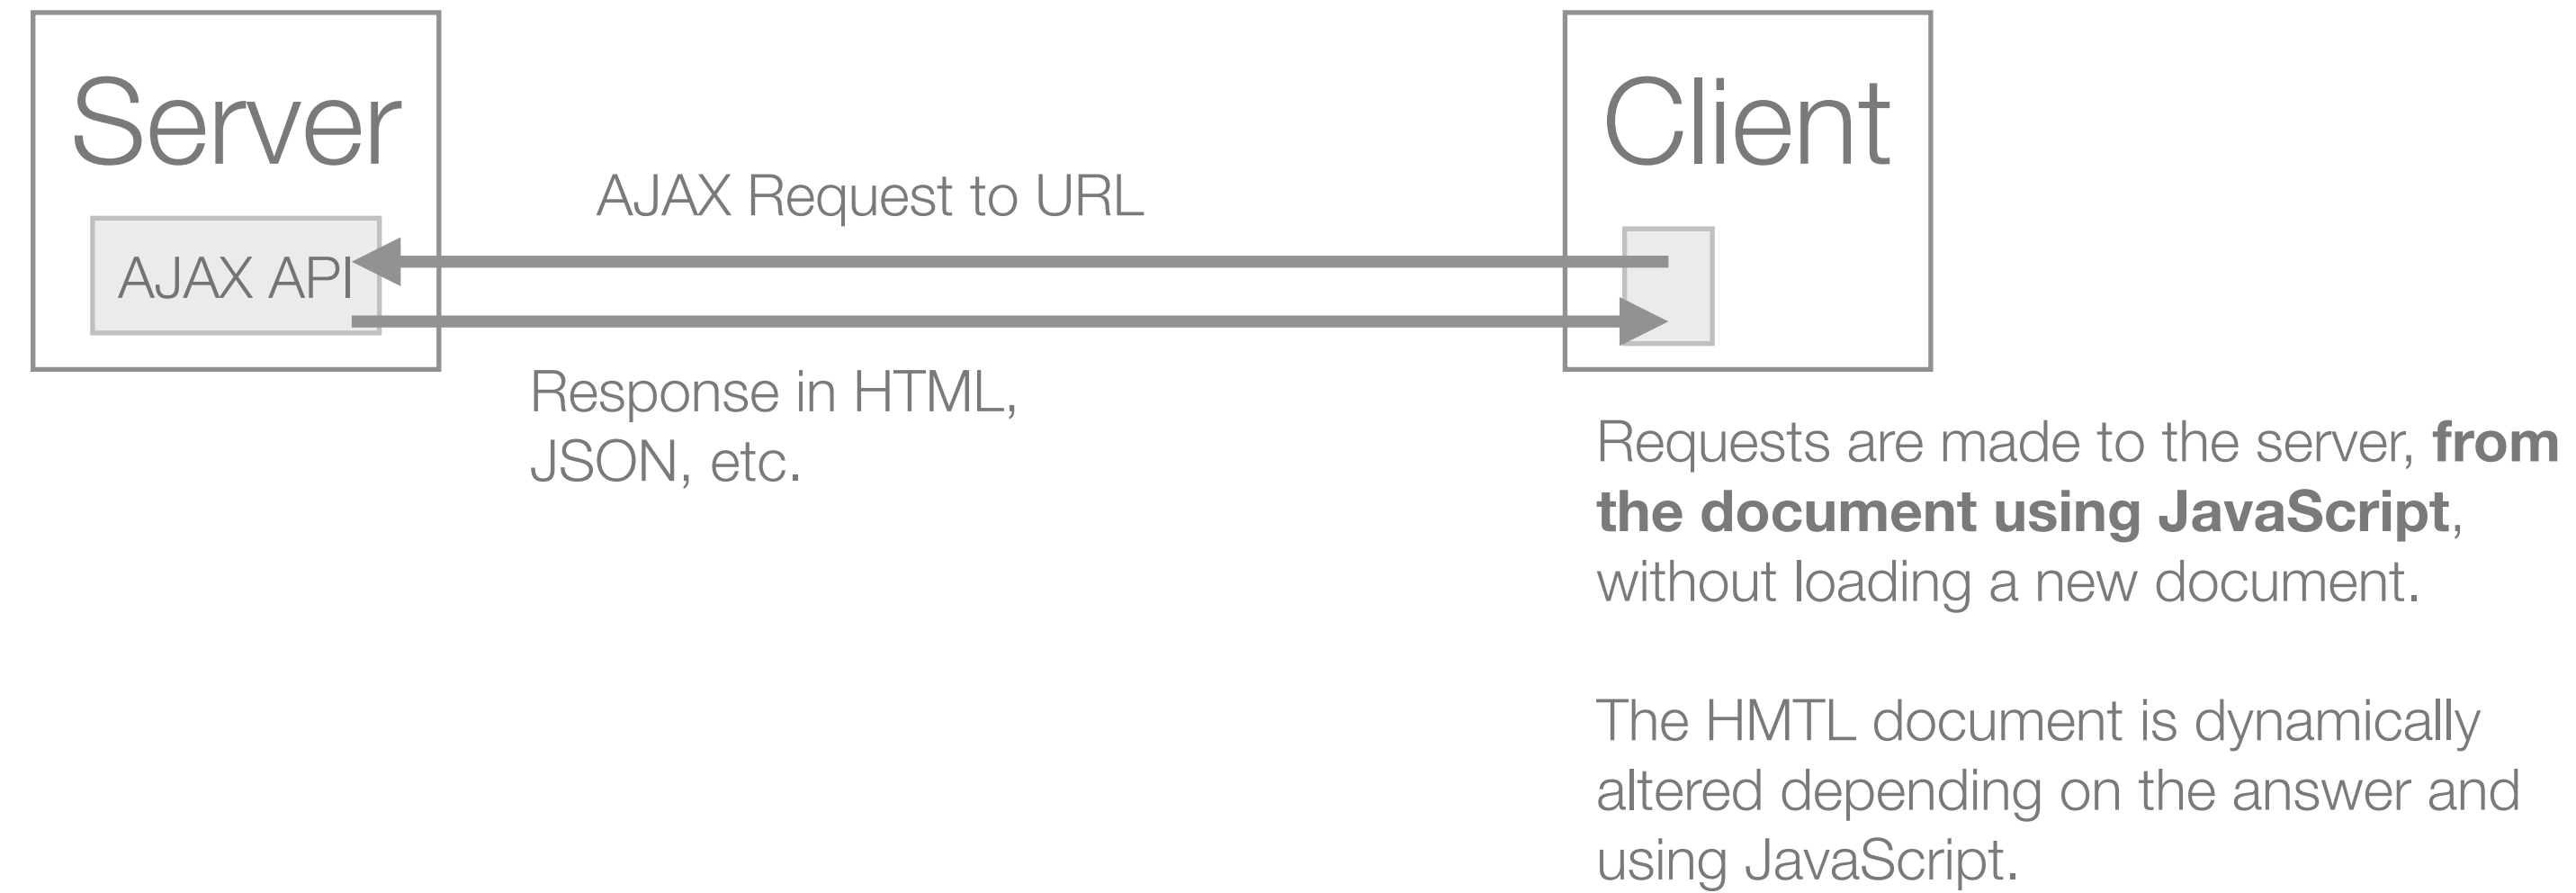 Server
Client
AJAX Request to URL
AJAX API
Response in HTML,
JSON, etc.
Requests are made to the server, from
the document using JavaScript,
without loading a new document.
The HMTL document is dynamically
altered depending on the answer and
using JavaScript.